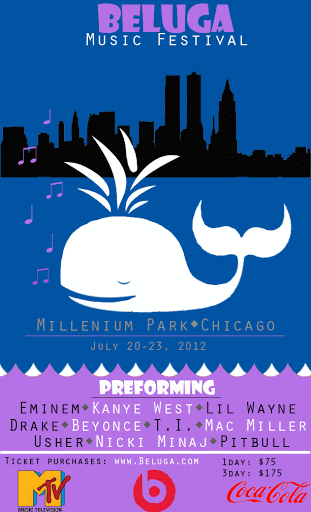 BELUGA
Music Festival
Millenium Park◆Chicago
July 20-23, 2012
PREFORMING
Eminem◆Kanye West◆Lil Wayne
Drake◆Beyonce◆T.I.◆Mac Miller
Usher◆Nicki Minaj◆Pitbull
Ticket purchases: www.Beluga.com
1day: $75
3day: $175
MTV
MUSIC TELEVISION
b
Coca-Cola